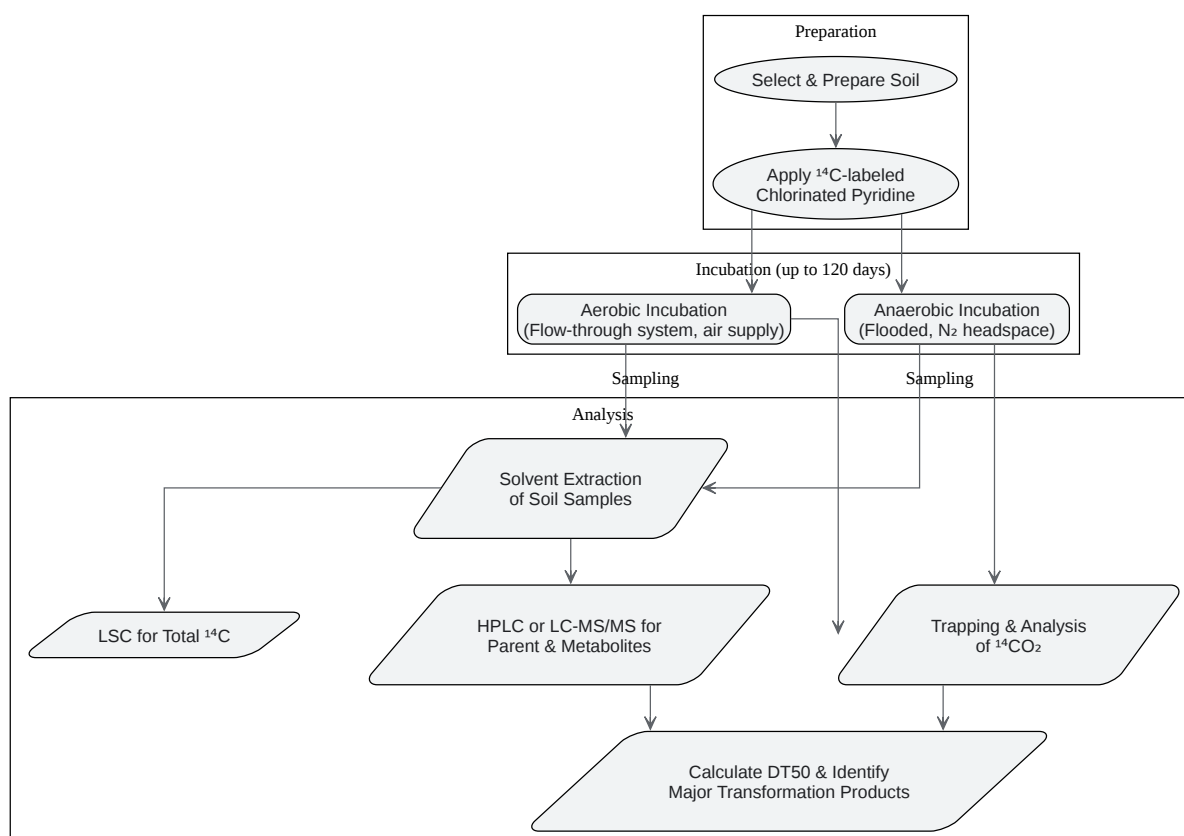 Preparation
Select & Prepare Soil
Apply ¹⁴C-labeled
Chlorinated Pyridine
Incubation (up to 120 days)
Aerobic Incubation
(Flow-through system, air supply)
Anaerobic Incubation
(Flooded, N₂ headspace)
Sampling
Sampling
Analysis
Solvent Extraction
of Soil Samples
LSC for Total ¹⁴C
HPLC or LC-MS/MS for
Parent & Metabolites
Trapping & Analysis
of ¹⁴CO₂
Calculate DT50 & Identify
Major Transformation Products